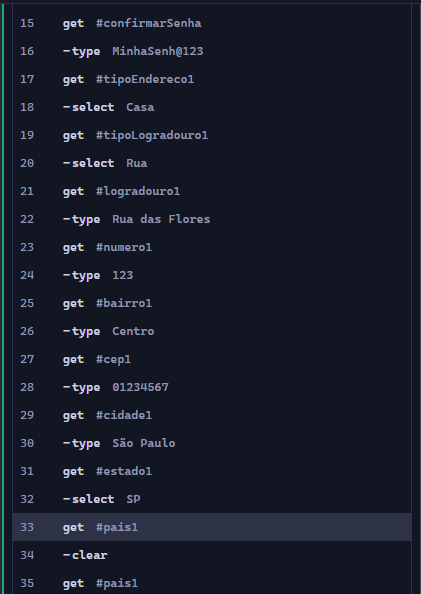 15 get #confirmarSenha
16 -type MinhaSenh@123
17 get #tipoEndereco1
18 -select Casa
19 get #tipoLogradouro1
20 -select Rua
21 get #logradouro1
22 -type Rua das Flores
23 get #numero1
24 -type 123
25 get #bairro1
26 -type Centro
27 get #cep1
28 -type 01234567
29 get #cidade1
30 -type São Paulo
31 get #estado1
32 -select SP
33 get #pais1
34 -clear
35 get #pais1